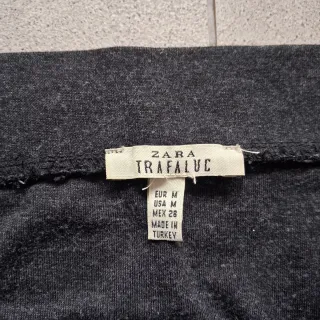 ZARA
TRAFALUC
EUR M
USA M
MEX 28
MADE IN
TURKEY